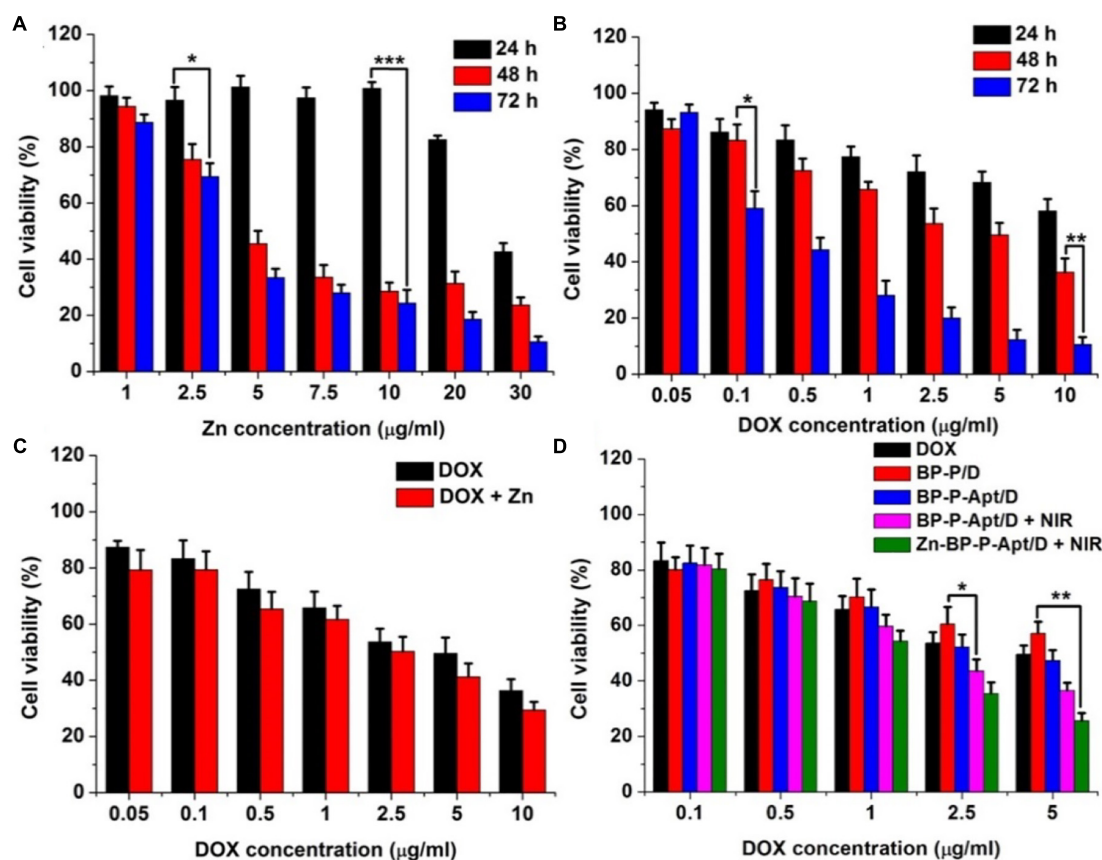 A
120
100
80
60
40
20
0
Cell viability (%)
* ***
24 h
48 h
72 h
1 2.5 5 7.5 10 20 30
Zn concentration (μg/ml)
B
120
100
80
60
40
20
0
Cell viability (%)
24 h
48 h
72 h
*
**
0.05 0.1 0.5 1 2.5 5 10
DOX concentration (μg/ml)
C
120
100
80
60
40
20
0
Cell viability (%)
DOX
DOX + Zn
0.05 0.1 0.5 1 2.5 5 10
DOX concentration (μg/ml)
D
120
100
80
60
40
20
0
Cell viability (%)
DOX
BP-P/D
BP-P-Apt/D
BP-P-Apt/D + NIR
Zn-BP-P-Apt/D + NIR
* **
0.1 0.5 1 2.5 5
DOX concentration (μg/ml)